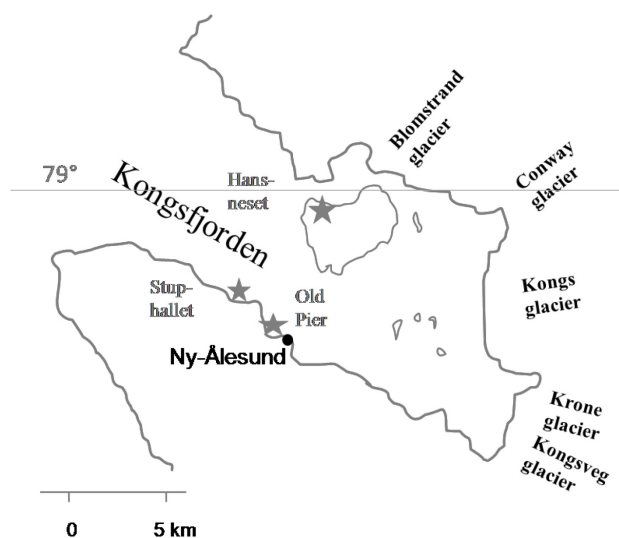 Blomstrand
glacier
Conway
glacier
79°
Kongsfjorden
Hans-
neset
Stup-
hallet
Old
Pier
Kongs
glacier
Ny-Ålesund
Krone
glacier
Kongsveg
glacier
0 5 km